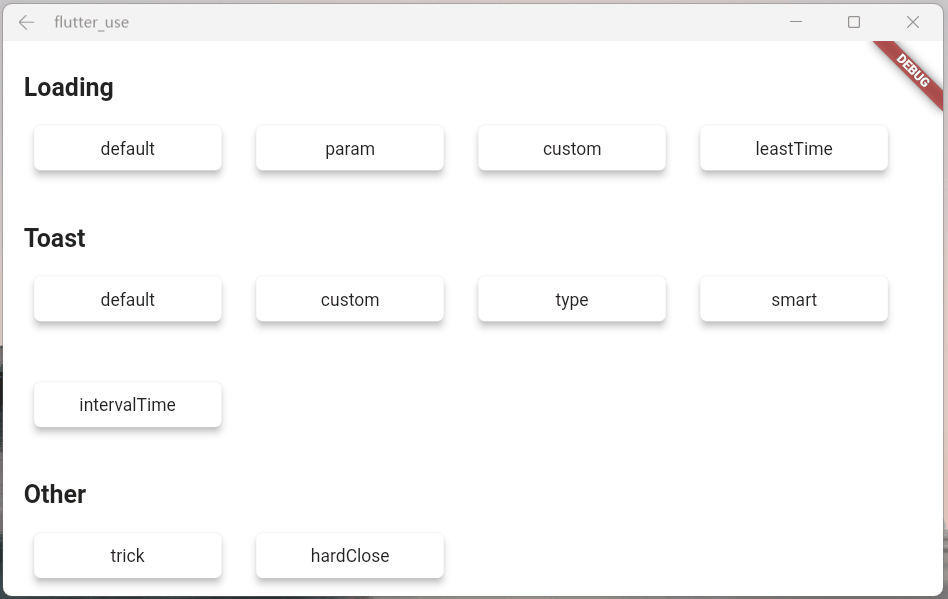 flutter_use
DEBUG
Loading
default param custom leastTime
Toast
default custom type smart
intervalTime
Other
trick hardClose